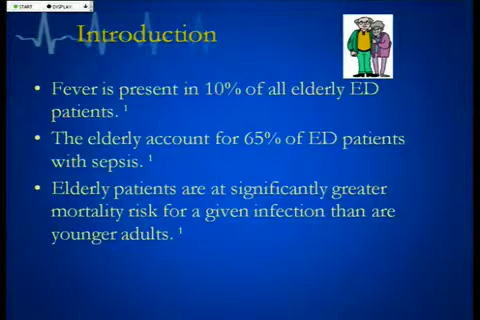 START DISPLAY
Introduction
• Fever is present in 10% of all elderly ED
patients. ¹
• The elderly account for 65% of ED patients
with sepsis. ¹
• Elderly patients are at significantly greater
mortality risk for a given infection than are
younger adults. ¹